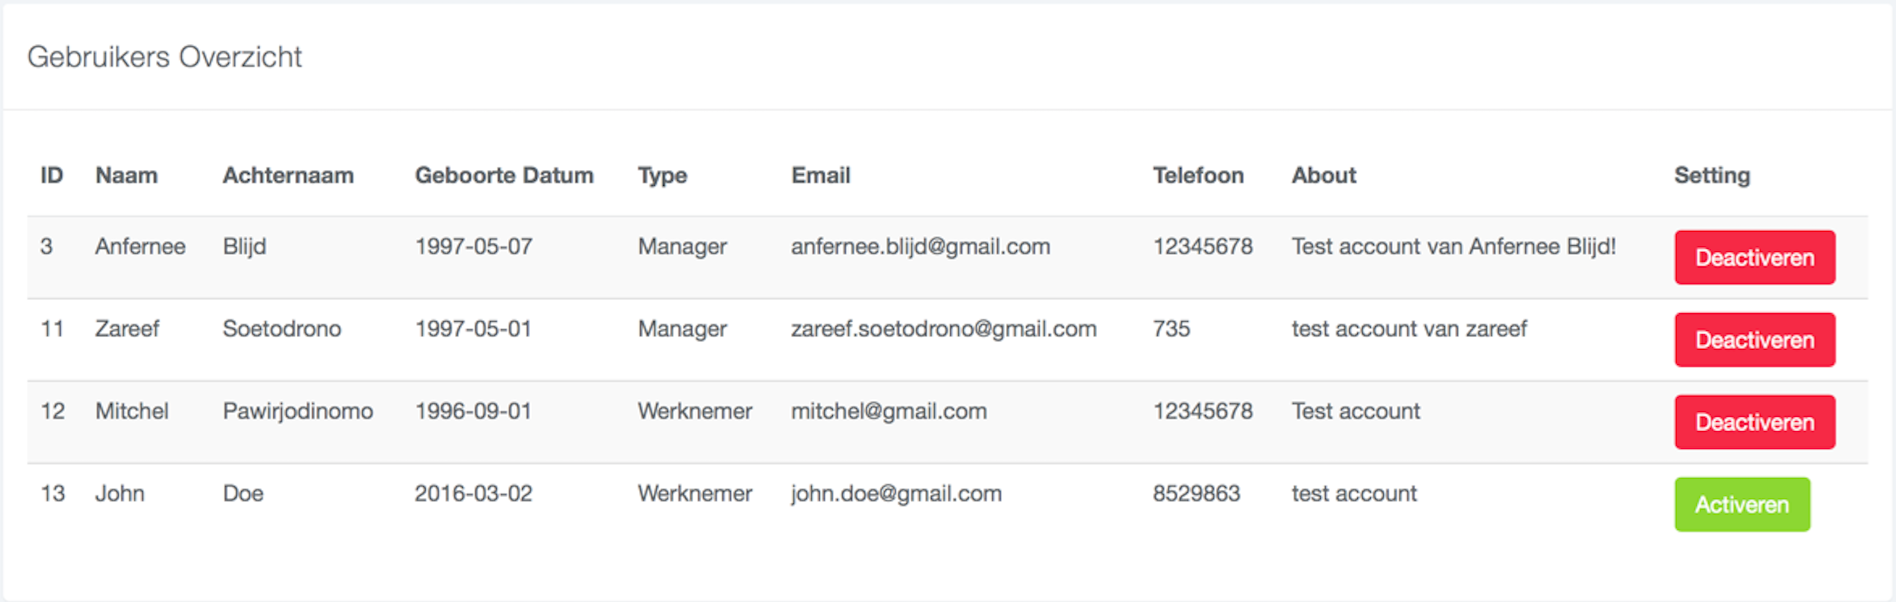 Gebruikers Overzicht
ID Naam Achternaam Geboorte Datum Type Email Telefoon About Setting
3 Anfernee Blijd 1997-05-07 Manager anfernee.blijd@gmail.com 12345678 Test account van Anfernee Blijd! Deactiveren
11 Zareef Soetodrono 1997-05-01 Manager zareef.soetodrono@gmail.com 735 test account van zareef Deactiveren
12 Mitchel Pawirjodinomo 1996-09-01 Werknemer mitchel@gmail.com 12345678 Test account Deactiveren
13 John Doe 2016-03-02 Werknemer john.doe@gmail.com 8529863 test account Activeren